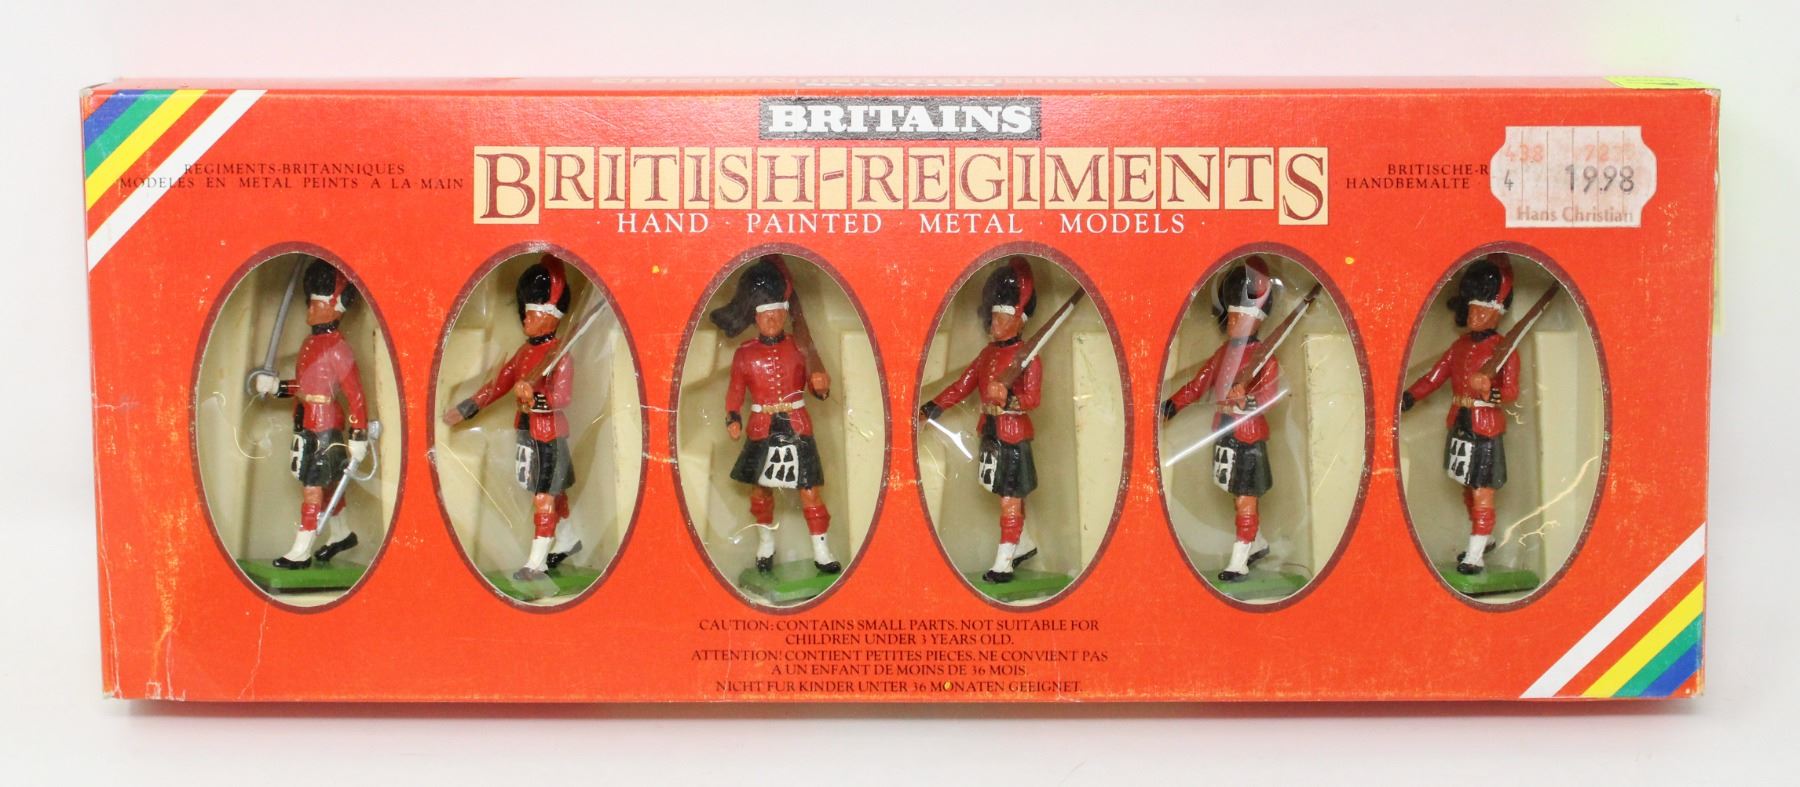 BRITAINS
REGIMENTS-BRITANNIQUES
MODELES EN METAL PEINTS A LA MAIN
BRITISH-REGIMENTS
· HAND · PAINTED · METAL · MODELS ·
BRITISCHE-R
HANDBEMALTE ·
438
4 19.98
Hans Christian
CAUTION: CONTAINS SMALL PARTS. NOT SUITABLE FOR
CHILDREN UNDER 3 YEARS OLD.
ATTENTION! CONTIENT PETITES PIECES. NE CONVIENT PAS
A UN ENFANT DE MOINS DE 36 MOIS.
NICHT FUR KINDER UNTER 36 MONATEN GEEIGNET.